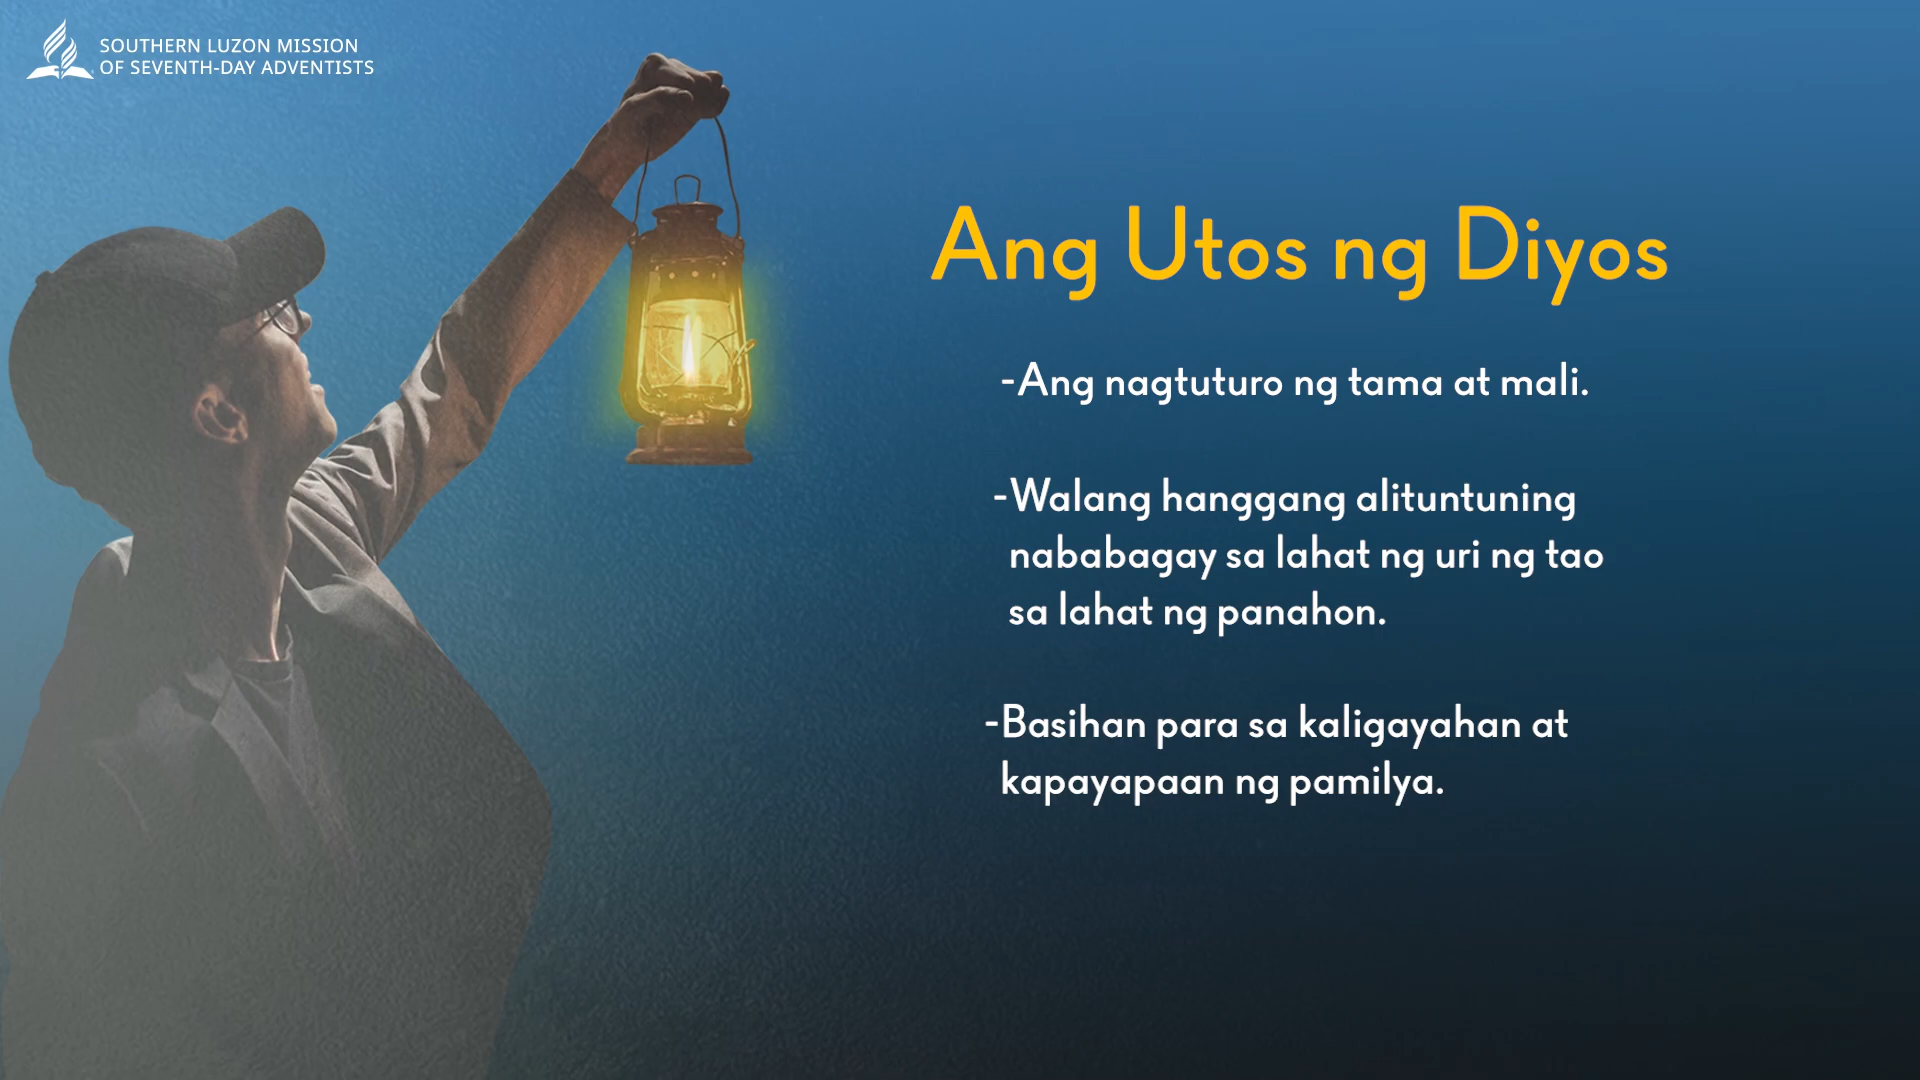 SOUTHERN LUZON MISSION
OF SEVENTH-DAY ADVENTISTS
Ang Utos ng Diyos
-Ang nagtuturo ng tama at mali.
-Walang hanggang alituntuning
nababagay sa lahat ng uri ng tao
sa lahat ng panahon.
-Basihan para sa kaligayahan at
kapayapaan ng pamilya.